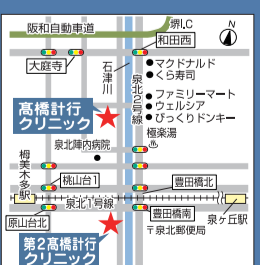 阪和自動車道
堺I.C
N
和田西
大庭寺
石津川
泉北2号線
マクドナルド
くら寿司
ファミリーマート
ウェルシア
びっくりドンキー
髙橋計行
クリニック
極楽湯
泉北陣内病院
栂美木多駅
桃山台1
豊田橋北
泉北1号線
原山台北
豊田橋南
泉ヶ丘駅
〒泉北郵便局
第2髙橋計行
クリニック